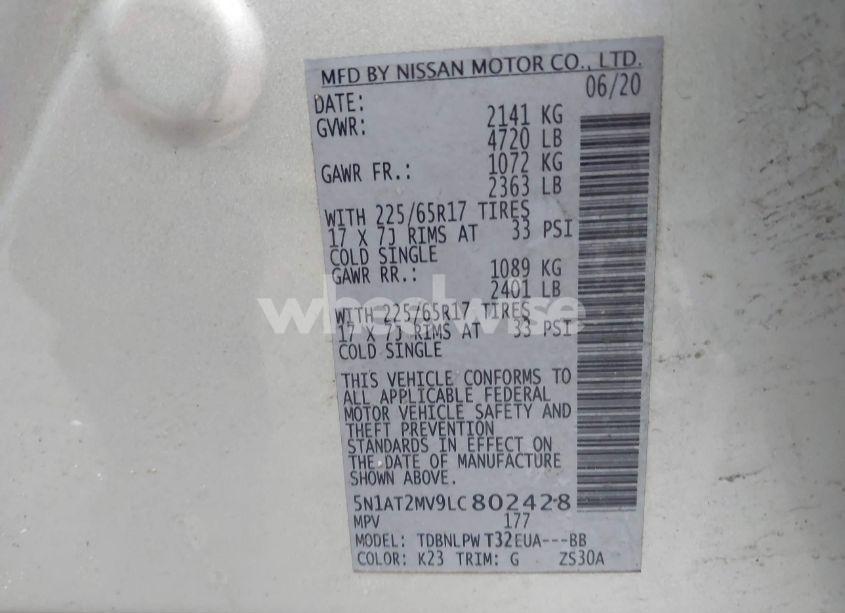 MFD BY NISSAN MOTOR CO., LTD.
DATE: 06/20
GVWR: 2141 KG
4720 LB
GAWR FR.: 1072 KG
2363 LB
WITH 225/65R17 TIRES
17 X 7J RIMS AT 33 PSI
COLD SINGLE
GAWR RR.: 1089 KG
2401 LB
WITH 225/65R17 TIRES
17 X 7J RIMS AT 33 PSI
COLD SINGLE
THIS VEHICLE CONFORMS TO
ALL APPLICABLE FEDERAL
MOTOR VEHICLE SAFETY AND
THEFT PREVENTION
STANDARDS IN EFFECT ON
THE DATE OF MANUFACTURE
SHOWN ABOVE.
5N1AT2MV9LC802428
MPV 177
MODEL: TDBNLPW T32EUA---BB
COLOR: K23 TRIM: G ZS30A
wheelwise